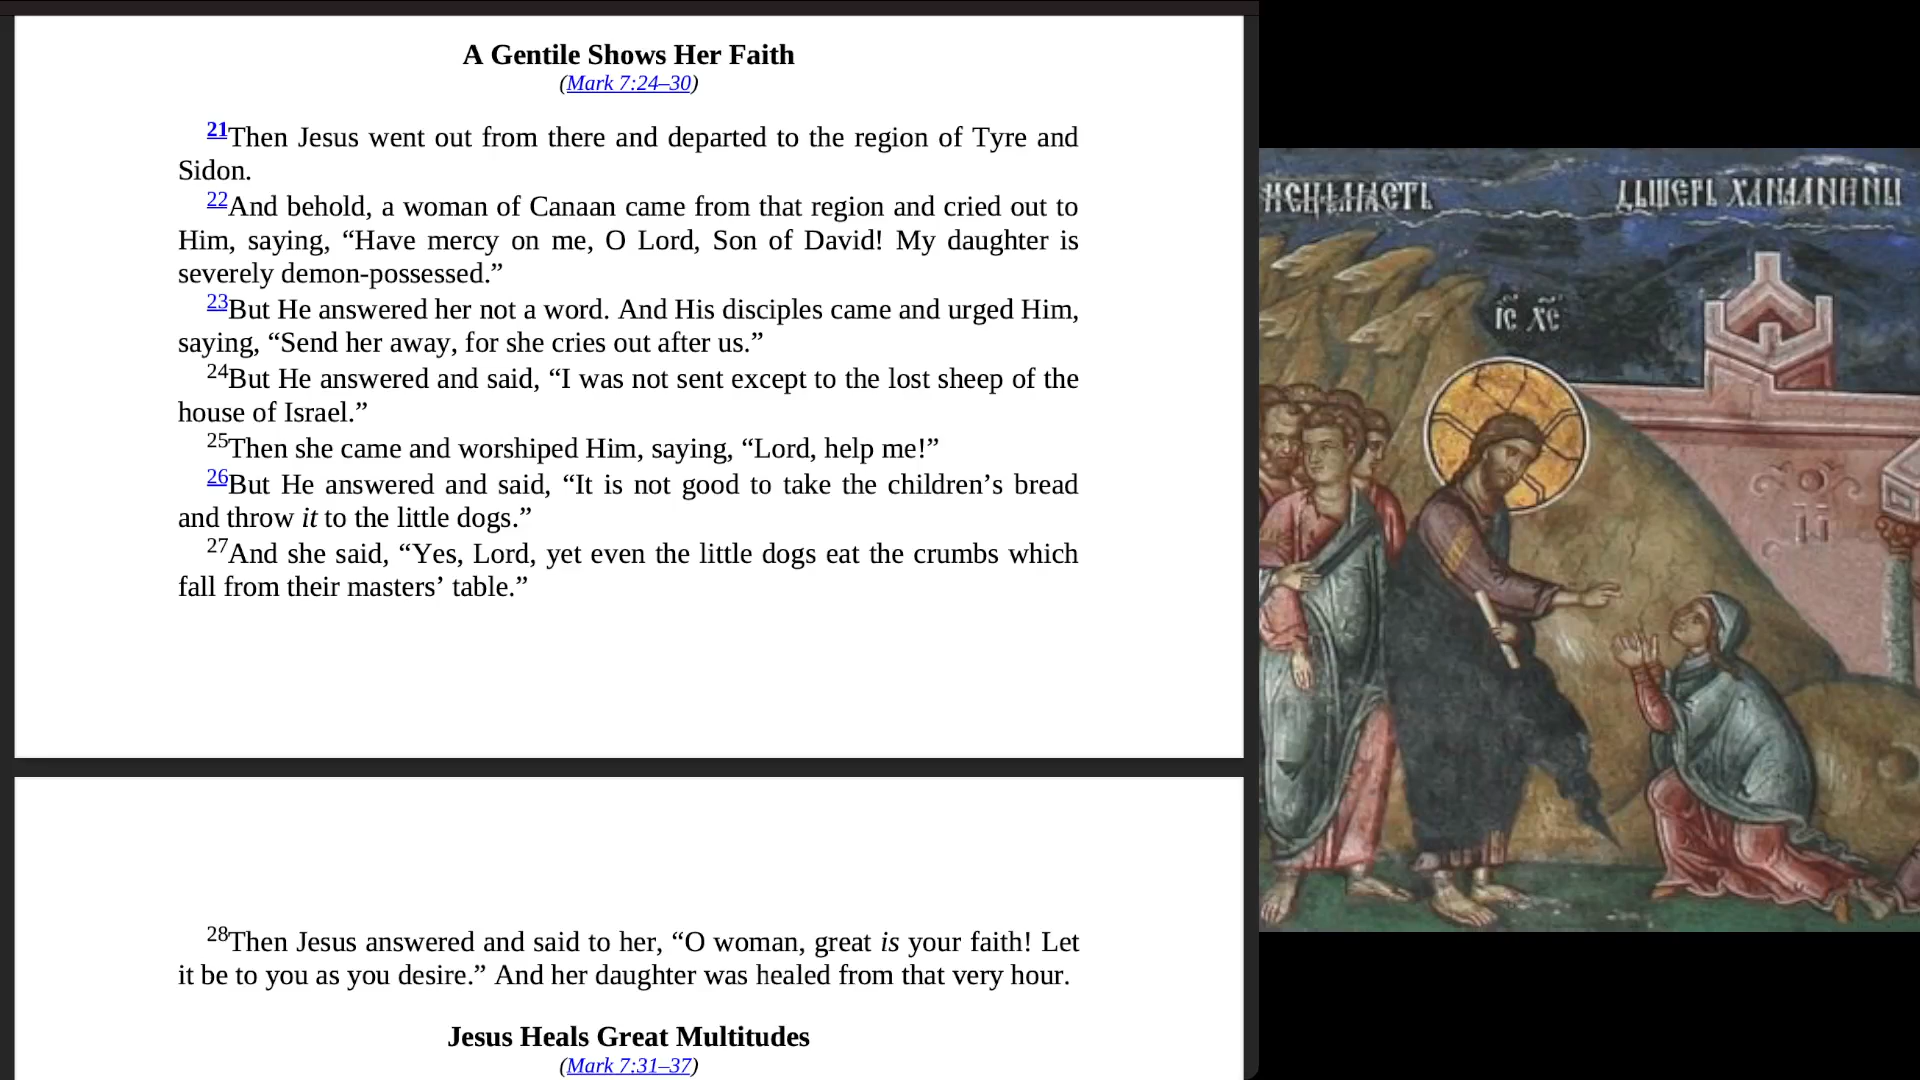 A Gentile Shows Her Faith
(Mark 7:24–30)
21Then Jesus went out from there and departed to the region of Tyre and
Sidon.
22And behold, a woman of Canaan came from that region and cried out to
Him, saying, “Have mercy on me, O Lord, Son of David! My daughter is
severely demon-possessed.”
23But He answered her not a word. And His disciples came and urged Him,
saying, “Send her away, for she cries out after us.”
24But He answered and said, “I was not sent except to the lost sheep of the
house of Israel.”
25Then she came and worshiped Him, saying, “Lord, help me!”
26But He answered and said, “It is not good to take the children’s bread
and throw it to the little dogs.”
27And she said, “Yes, Lord, yet even the little dogs eat the crumbs which
fall from their masters’ table.”
28Then Jesus answered and said to her, “O woman, great is your faith! Let
it be to you as you desire.” And her daughter was healed from that very hour.
Jesus Heals Great Multitudes
(Mark 7:31–37)
ІС ХС